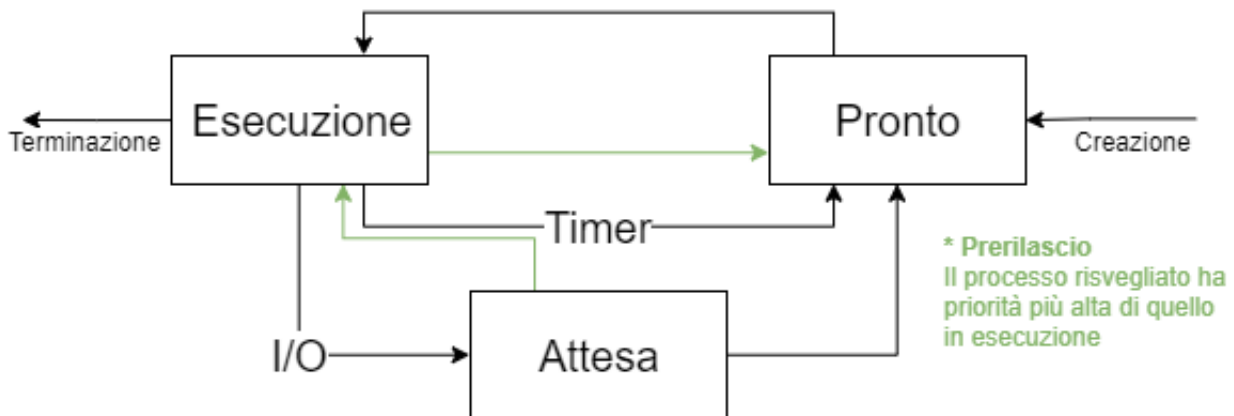 Esecuzione
Pronto
Terminazione
Creazione
Timer
* Prerilascio
Il processo risvegliato ha
priorità più alta di quello
in esecuzione
I/O
Attesa